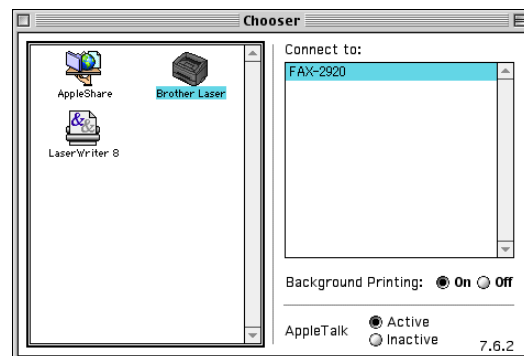 Chooser
AppleShare
Brother Laser
LaserWriter 8
Connect to:
FAX-2920
Background Printing: On Off
AppleTalk Active
Inactive
7.6.2